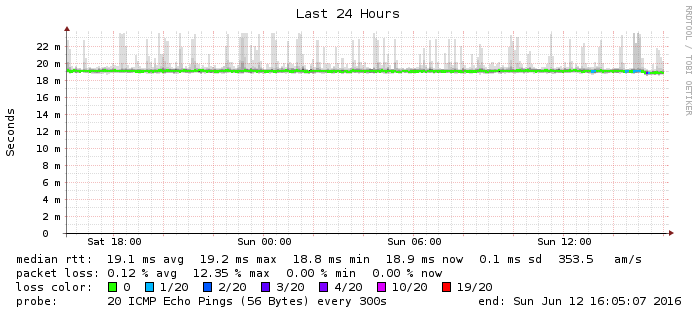 Last 24 Hours
RRDTOOL / TOBI OETIKER
Seconds
22 m
20 m
18 m
16 m
14 m
12 m
10 m
8 m
6 m
4 m
2 m
0
Sat 18:00 Sun 00:00 Sun 06:00 Sun 12:00
median rtt: 19.1 ms avg 19.2 ms max 18.8 ms min 18.9 ms now 0.1 ms sd 353.5 am/s
packet loss: 0.12 % avg 12.35 % max 0.00 % min 0.00 % now
loss color: 0 1/20 2/20 3/20 4/20 10/20 19/20
probe: 20 ICMP Echo Pings (56 Bytes) every 300s end: Sun Jun 12 16:05:07 2016